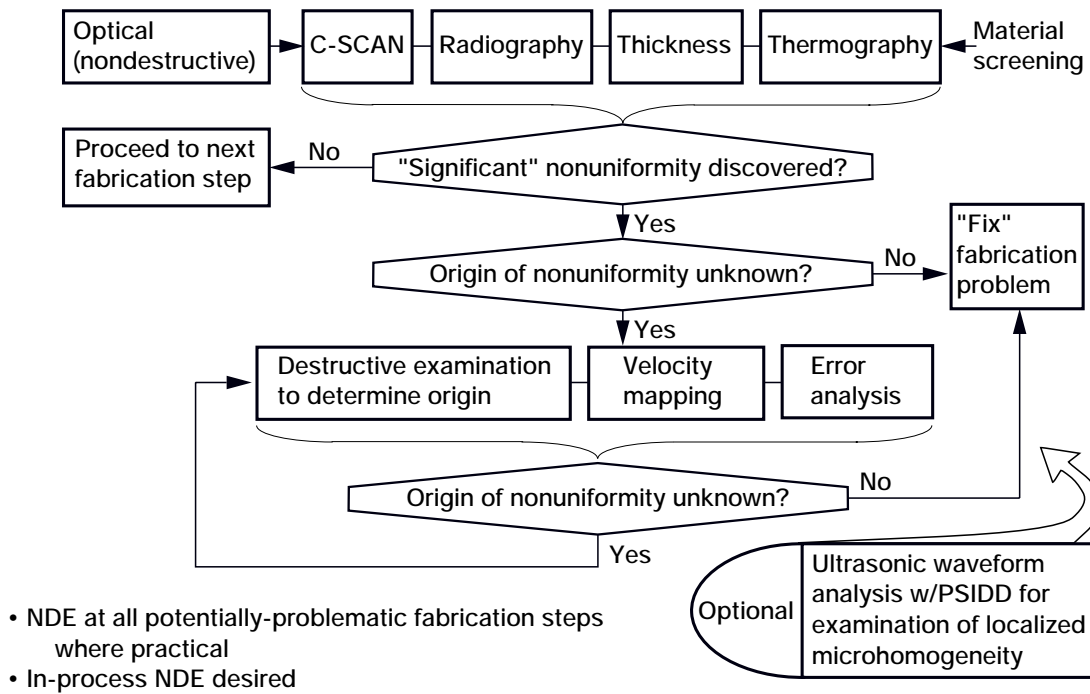 Optical
(nondestructive)
C-SCAN
Radiography
Thickness
Thermography
Material
screening
Proceed to next
fabrication step
No
"Significant" nonuniformity discovered?
Yes
"Fix"
fabrication
problem
Origin of nonuniformity unknown?
No
Yes
Destructive examination
to determine origin
Velocity
mapping
Error
analysis
Origin of nonuniformity unknown?
No
Yes
Optional
Ultrasonic waveform
analysis w/PSIDD for
examination of localized
microhomogeneity
• NDE at all potentially-problematic fabrication steps
where practical
• In-process NDE desired